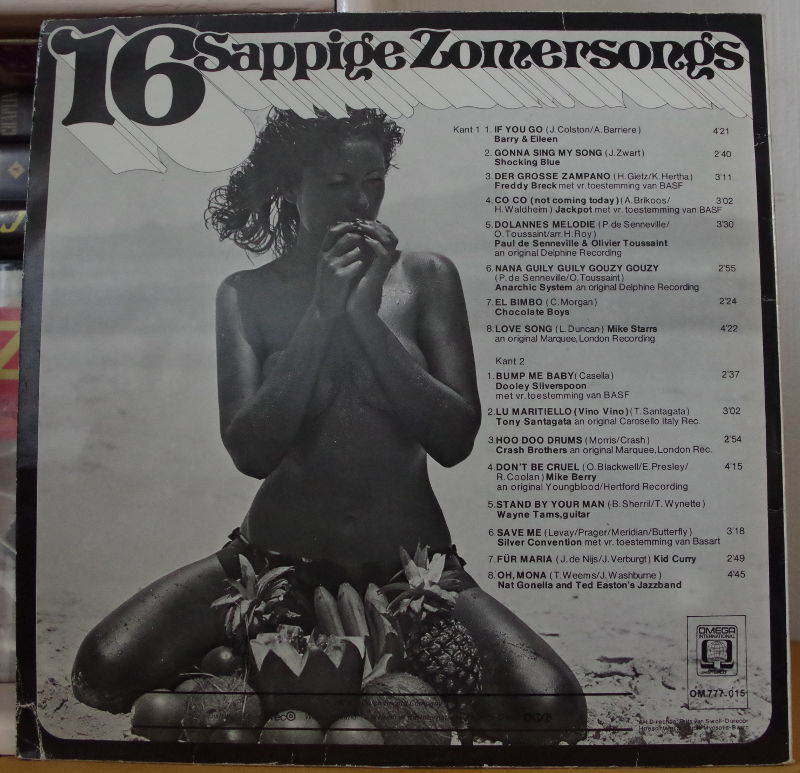 16 Sappige Zomersongs
Kant 1 1. IF YOU GO (J. Colston/A. Barriere) 4'21
Barry & Eileen
2. GONNA SING MY SONG (J. Zwart) 2'40
Shocking Blue
3. DER GROSSE ZAMPANO (H. Gietz/K. Hertha) 3'11
Freddy Breck met vr. toestemming van BASF
4. CO CO (not coming today) (A. Brikoos/ 3'02
H. Waldheim) Jackpot met vr. toestemming van BASF
5. DOLANNES MELODIE (P. de Senneville/ 3'30
O. Toussaint/arr. H. Roy)
Paul de Senneville & Olivier Toussaint
an original Delphine Recording
6. NANA GUILY GUILY GOUZY GOUZY 2'55
(P. de Senneville/O. Toussaint)
Anarchic System an original Delphine Recording
7. EL BIMBO (C. Morgan) 2'24
Chocolate Boys
8. LOVE SONG (L. Duncan) Mike Starrs 4'22
an original Marquee, London Recording
Kant 2
1. BUMP ME BABY (Casella) 2'37
Dooley Silverspoon
met vr. toestemming van BASF
2. LU MARITIELLO (Vino Vino) (T. Santagata) 3'02
Tony Santagata an original Carosello Italy Rec.
3. HOO DOO DRUMS (Morris/Crash) 2'54
Crash Brothers an original Marquee, London Rec.
4. DON'T BE CRUEL (O. Blackwell/E. Presley/ 4'15
R. Coolan) Mike Berry
an original Youngblood/Hertford Recording
5. STAND BY YOUR MAN (B. Sherril/T. Wynette)
Wayne Tams, guitar
6 SAVE ME (Levay/Prager/Meridian/Butterfly) 3'18
Silver Convention met vr. toestemming van Basart
7. FÜR MARIA (J. de Nijs/J. Verburgt) Kid Curry 2'49
8. OH, MONA (T. Weems/J. Washburne) 4'45
Nat Gonella and Ted Easton's Jazzband
OMEGA
INTERNATIONAL
OM 777-015